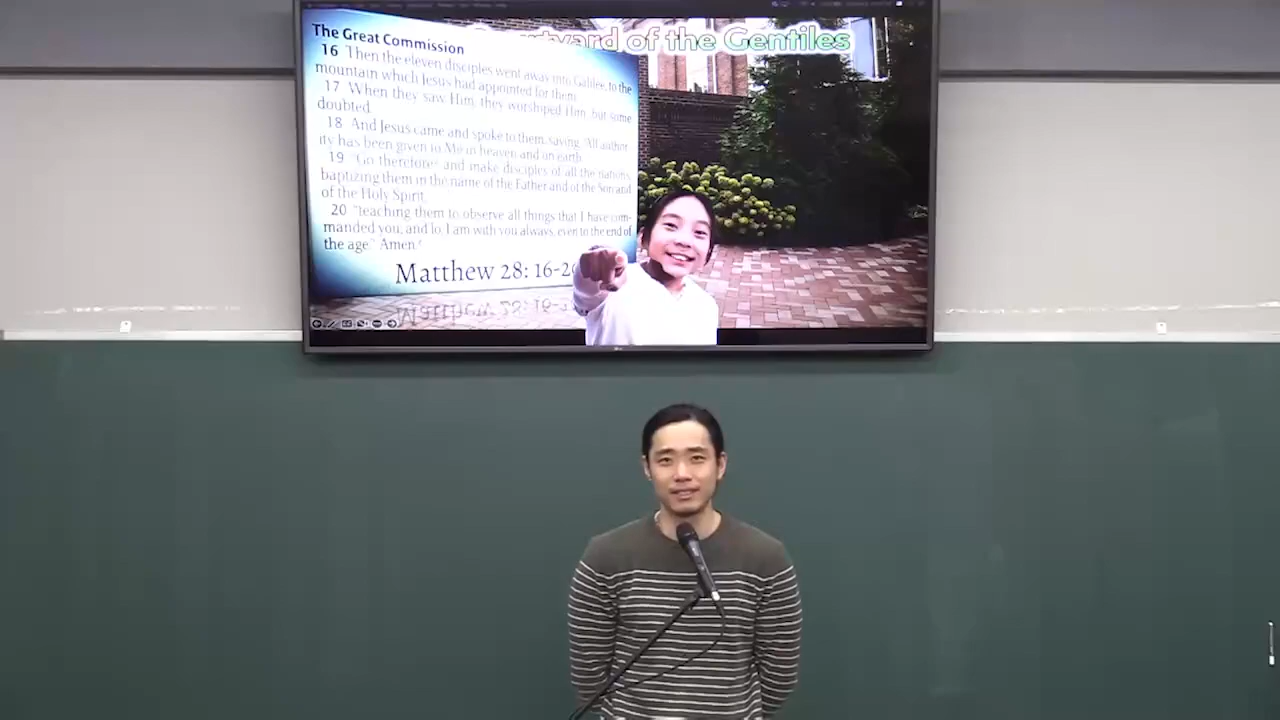 Courtyard of the Gentiles
The Great Commission
16 Then the eleven disciples went away into Galilee, to the
mountain which Jesus had appointed for them.
17 When they saw Him, they worshiped Him; but some
doubted.
18 And Jesus came and spoke to them, saying, "All author-
ity has been given to Me in heaven and on earth.
19 "Go therefore and make disciples of all the nations,
baptizing them in the name of the Father and of the Son and
of the Holy Spirit,
20 "teaching them to observe all things that I have com-
manded you; and lo, I am with you always, even to the end of
the age." Amen.
Matthew 28: 16-20
LG